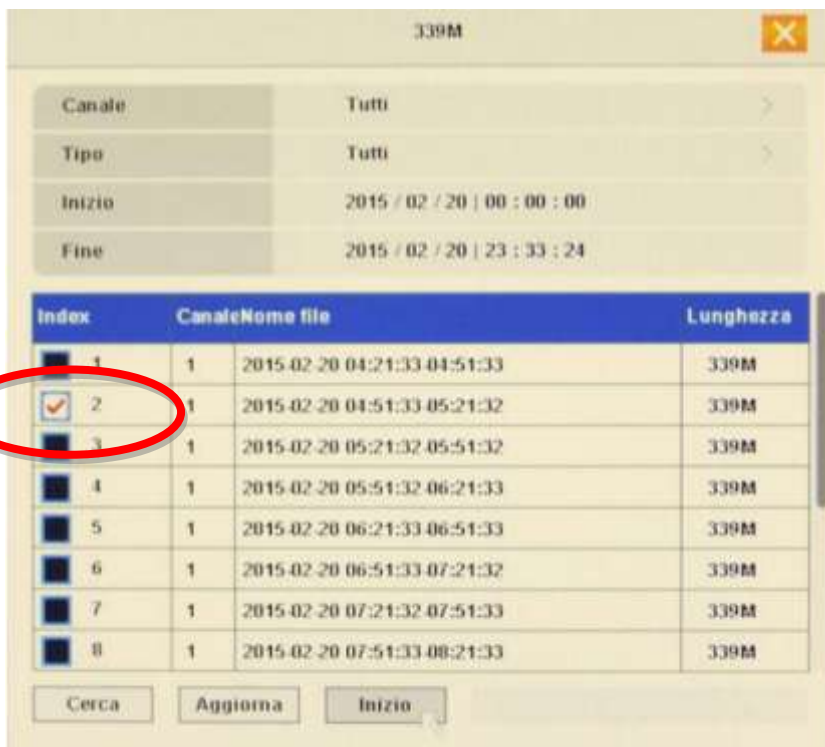 339M
Canale Tutti
Tipo Tutti
Inizio 2015 / 02 / 20 | 00 : 00 : 00
Fine 2015 / 02 / 20 | 23 : 33 : 24
Index Canale Nome file Lunghezza
1 1 2015-02-20 04:21:33-04:51:33 339M
2 1 2015-02-20 04:51:33-05:21:32 339M
3 1 2015-02-20 05:21:32-05:51:32 339M
4 1 2015-02-20 05:51:32-06:21:33 339M
5 1 2015-02-20 06:21:33-06:51:33 339M
6 1 2015-02-20 06:51:33-07:21:32 339M
7 1 2015-02-20 07:21:32-07:51:33 339M
8 1 2015-02-20 07:51:33-08:21:33 339M
Cerca Aggiorna Inizio